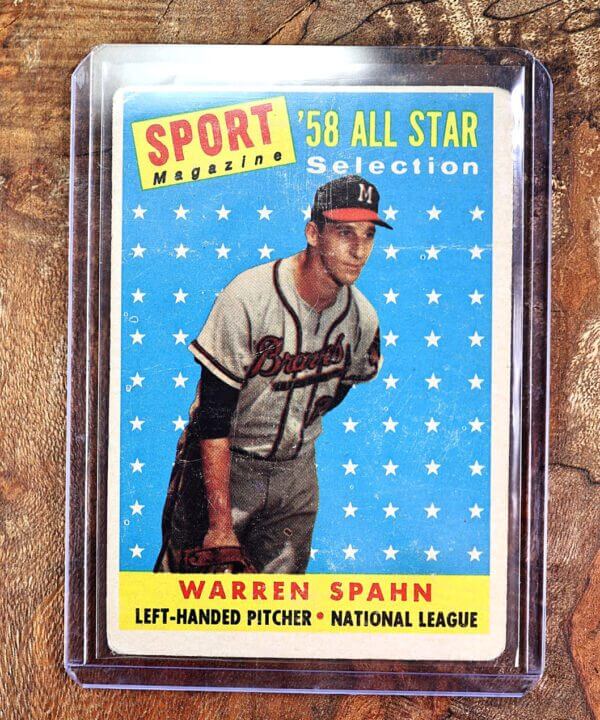 SPORT
Magazine
'58 ALL STAR
Selection
M
Braves
WARREN SPAHN
LEFT-HANDED PITCHER • NATIONAL LEAGUE